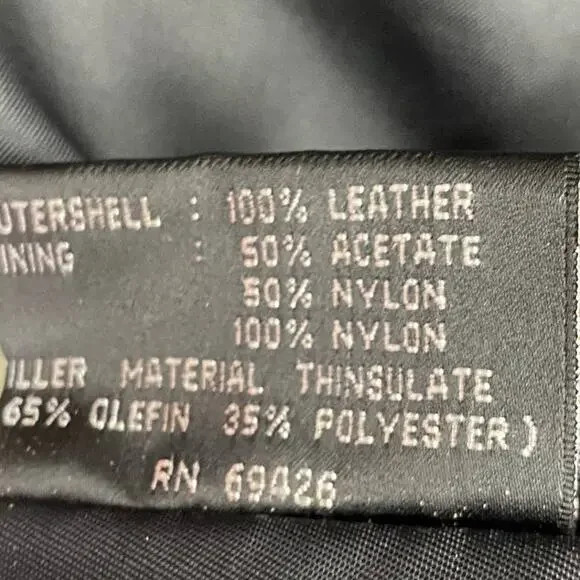 UTERSHELL : 100% LEATHER
INING : 50% ACETATE
50% NYLON
100% NYLON
ILLER MATERIAL THINSULATE
65% OLEFIN 35% POLYESTER)
RN 69426